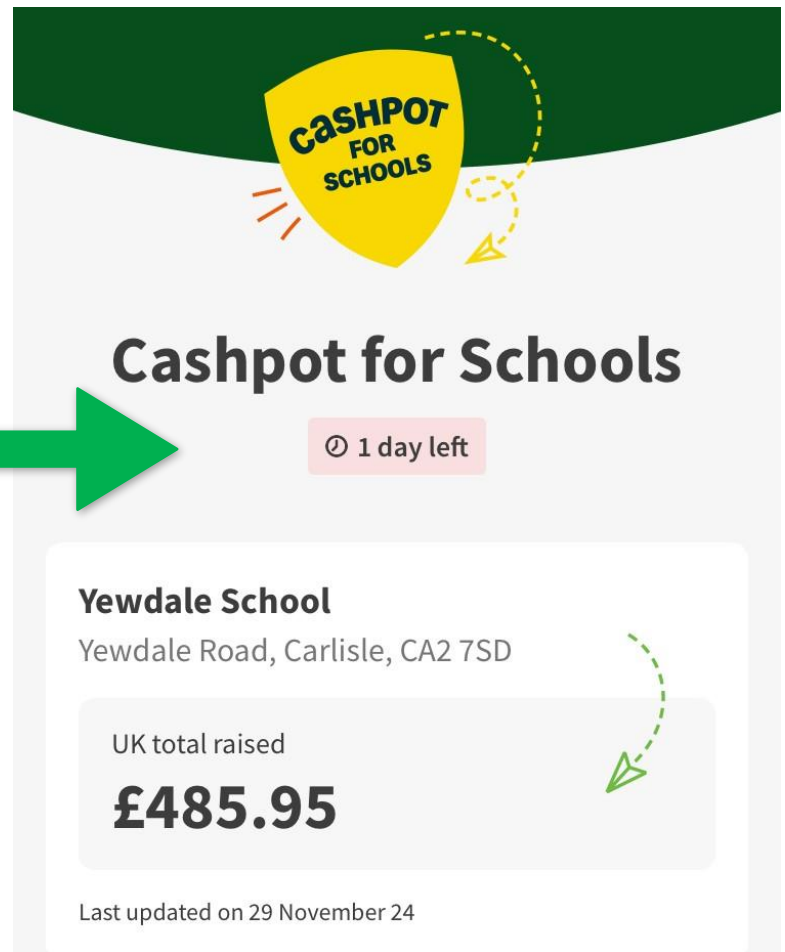 CaSHPOT
FOR
SCHOOLS
Cashpot for Schools
1 day left
Yewdale School
Yewdale Road, Carlisle, CA2 7SD
UK total raised
£485.95
Last updated on 29 November 24